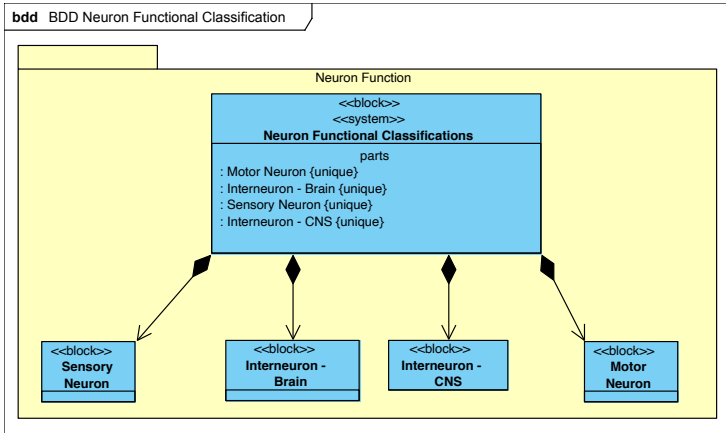 bdd BDD Neuron Functional Classification
Neuron Function
<<block>>
<<system>>
Neuron Functional Classifications
parts
: Motor Neuron {unique}
: Interneuron - Brain {unique}
: Sensory Neuron {unique}
: Interneuron - CNS {unique}
<<block>>
Sensory
Neuron
<<block>>
Interneuron -
Brain
<<block>>
Interneuron -
CNS
<<block>>
Motor
Neuron